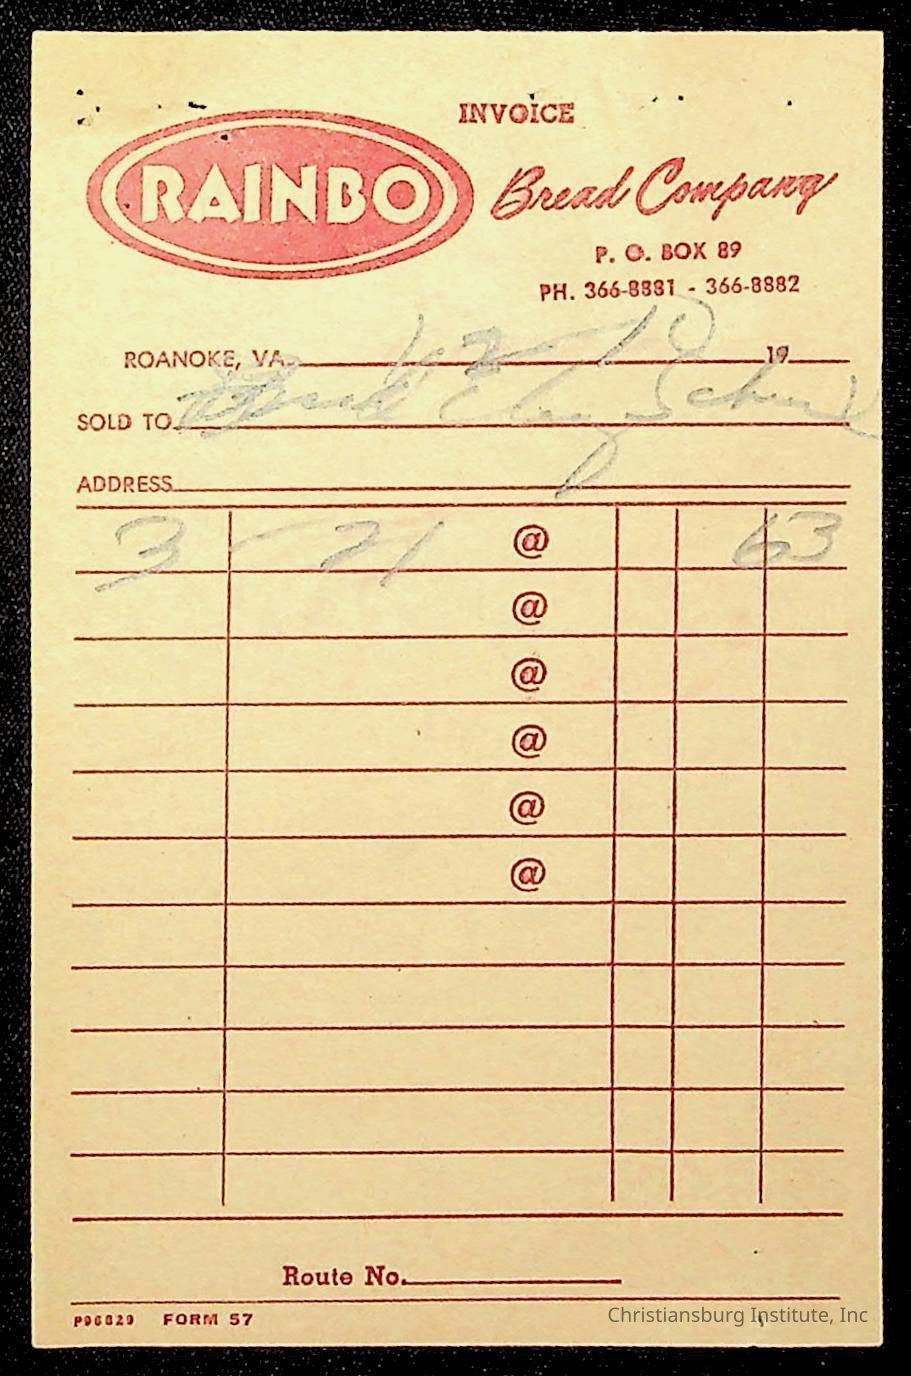 INVOICE
RAINBO
Bread Company
P. O. BOX 89
PH. 366-8881 - 366-8882
ROANOKE, VA. 19
SOLD TO
ADDRESS
3 21 @ 63
@
@
@
@
@
Route No.
P96829 FORM 57
Christiansburg Institute, Inc